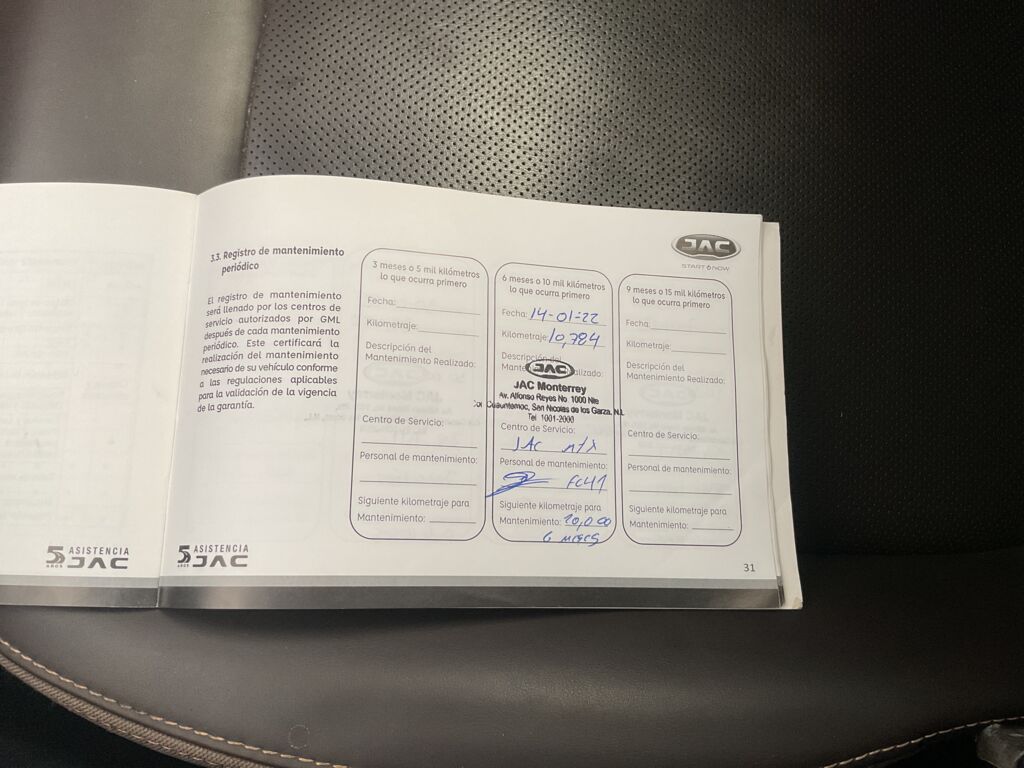 3.3. Registro de mantenimiento
periódico
El registro de mantenimiento
será llenado por los centros de
servicio autorizados por GML
después de cada mantenimiento
periódico. Este certificará la
realización del mantenimiento
necesario de su vehículo conforme
a las regulaciones aplicables
para la validación de la vigencia
de la garantía.
5 AÑOS ASISTENCIA
JAC
5 AÑOS ASISTENCIA
JAC
3 meses o 5 mil kilómetros
lo que ocurra primero
Fecha:
Kilometraje:
Descripción del
Mantenimiento Realizado:
Centro de Servicio:
Personal de mantenimiento:
Siguiente kilometraje para
Mantenimiento:
6 meses o 10 mil kilómetros
lo que ocurra primero
Fecha: 14-01-22
Kilometraje: 10,784
Descripción del
JAC
JAC Monterrey
Av. Alfonso Reyes No. 1000 Nte
Col Cuauhtemoc, San Nicolas de los Garza, N.L
Tel 1001-2000
Centro de Servicio:
JAC
Personal de mantenimiento:
Siguiente kilometraje para
Mantenimiento: 20,000
6 meses
JAC
START NOW
9 meses o 15 mil kilómetros
lo que ocurra primero
Fecha:
Kilometraje:
Descripción del
Mantenimiento Realizado:
Centro de Servicio:
Personal de mantenimiento:
Siguiente kilometraje para
Mantenimiento:
31